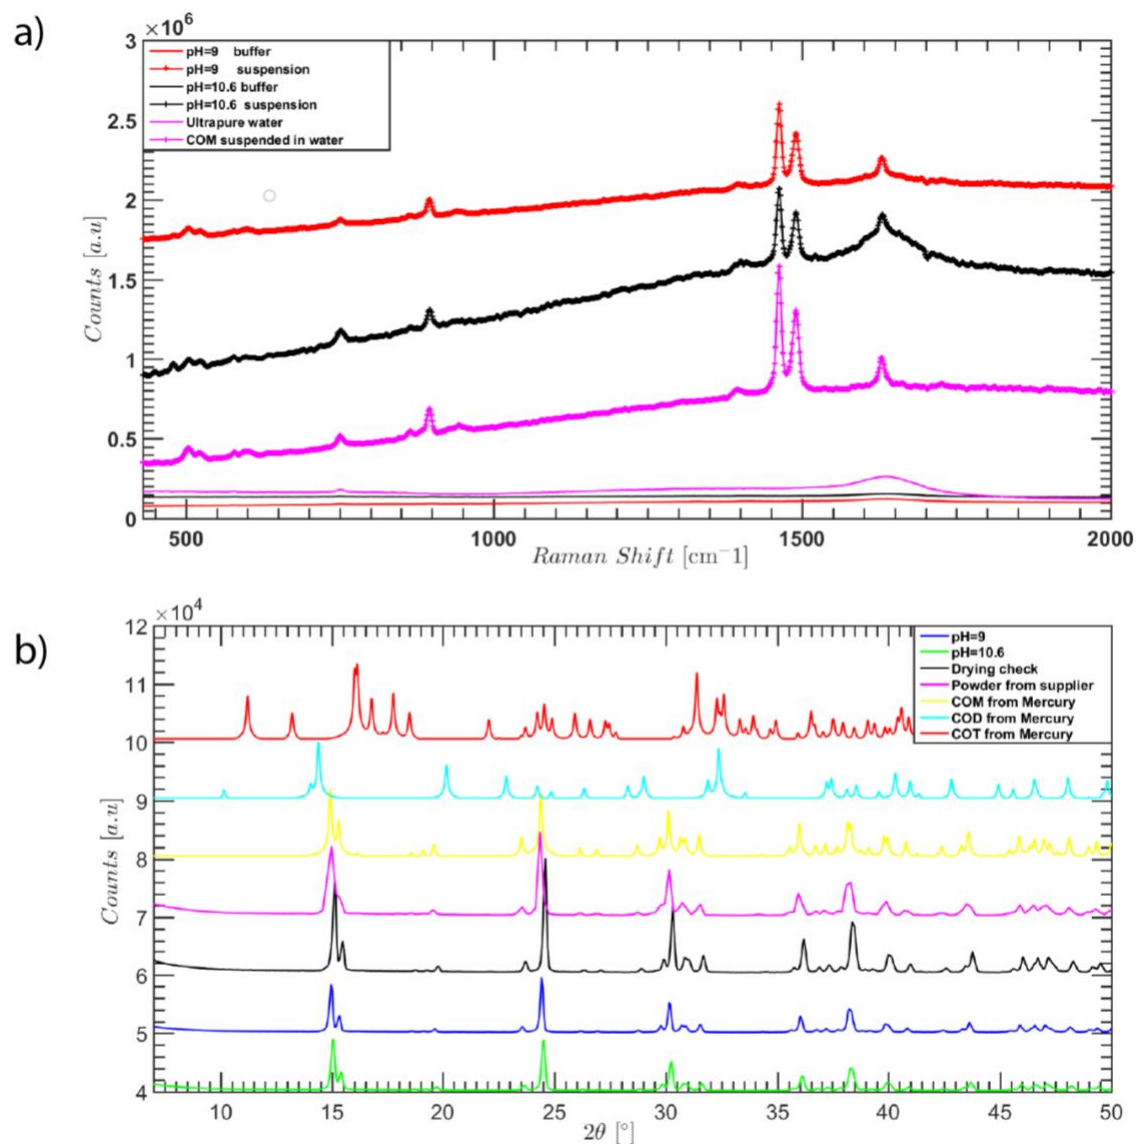 a)
×10⁶
3
2.5
2
1.5
1
0.5
0
Counts [a.u]
pH=9 buffer
pH=9 suspension
pH=10.6 buffer
pH=10.6 suspension
Ultrapure water
COM suspended in water
500 1000 1500 2000
Raman Shift [cm⁻1]
b)
×10⁴
12
11
10
9
8
7
6
5
4
Counts [a.u]
pH=9
pH=10.6
Drying check
Powder from supplier
COM from Mercury
COD from Mercury
COT from Mercury
10 15 20 25 30 35 40 45 50
2θ [°]